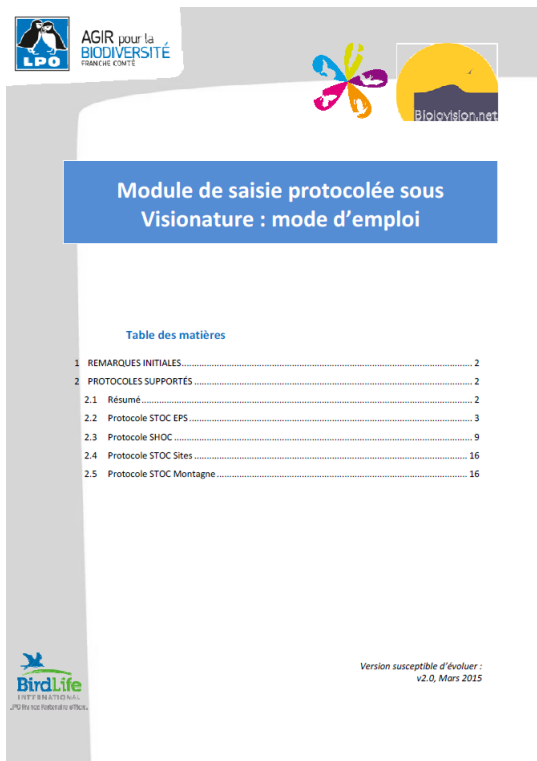 AGIR pour la
BIODIVERSITÉ
FRANCHE COMTÉ
LPO
Biolovision.net
Module de saisie protocolée sous
Visionature : mode d'emploi
Table des matières
1 REMARQUES INITIALES 2
2 PROTOCOLES SUPPORTÉS 2
2.1 Résumé 2
2.2 Protocole STOC EPS 3
2.3 Protocole SHOC 9
2.4 Protocole STOC Sites 16
2.5 Protocole STOC Montagne 16
Version susceptible d'évoluer :
v2.0, Mars 2015
BirdLife
INTERNATIONAL